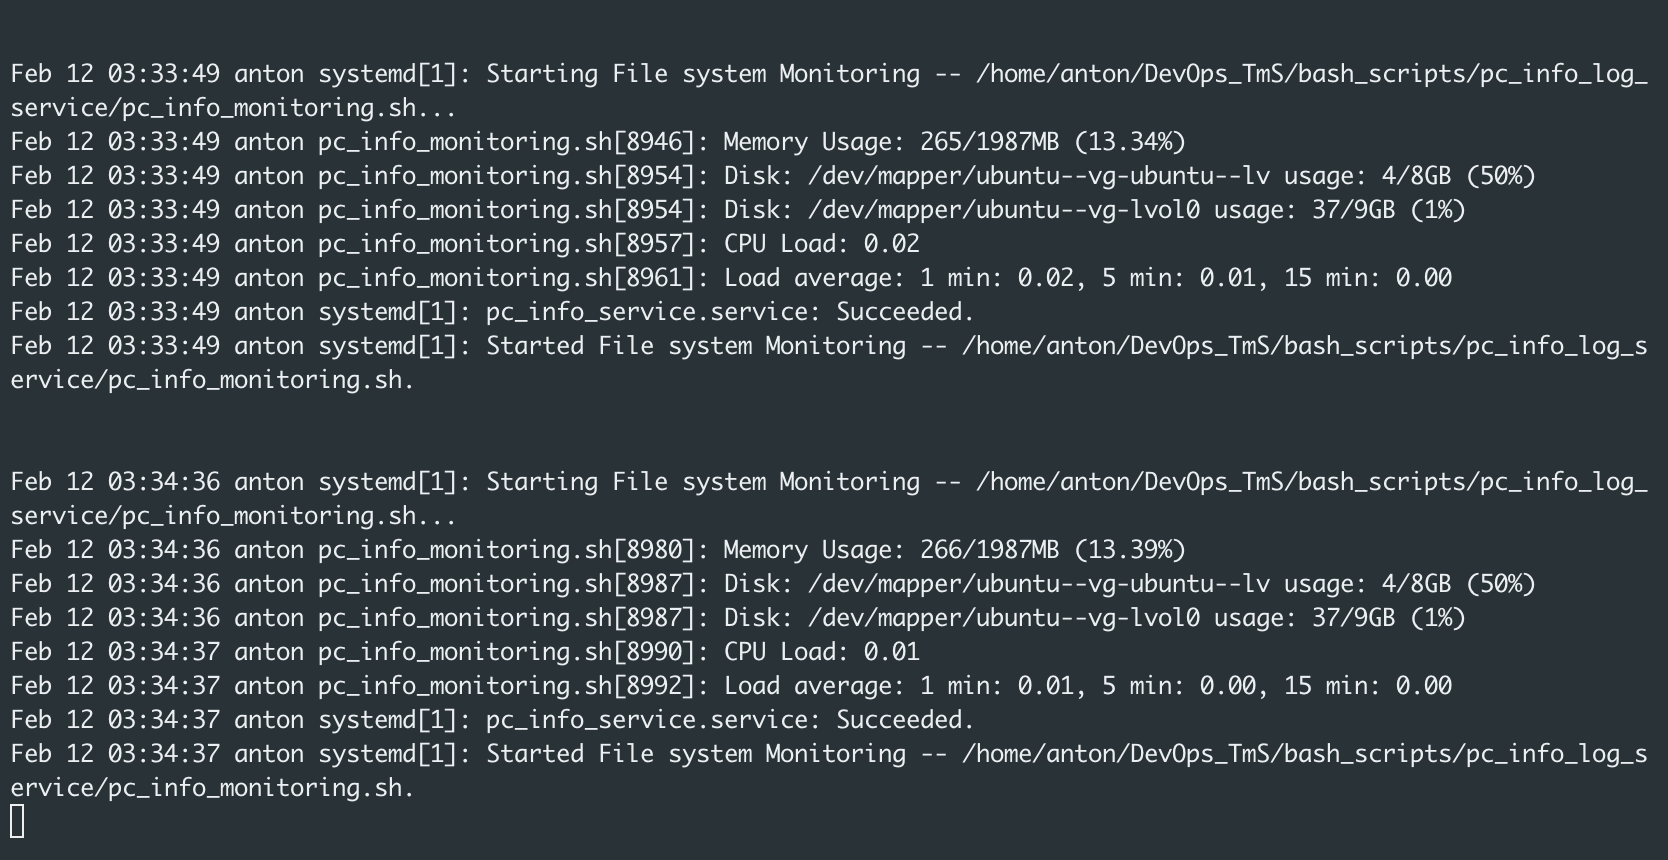 Feb 12 03:33:49 anton systemd[1]: Starting File system Monitoring -- /home/anton/DevOps_TmS/bash_scripts/pc_info_log_
service/pc_info_monitoring.sh...
Feb 12 03:33:49 anton pc_info_monitoring.sh[8946]: Memory Usage: 265/1987MB (13.34%)
Feb 12 03:33:49 anton pc_info_monitoring.sh[8954]: Disk: /dev/mapper/ubuntu--vg-ubuntu--lv usage: 4/8GB (50%)
Feb 12 03:33:49 anton pc_info_monitoring.sh[8954]: Disk: /dev/mapper/ubuntu--vg-lvol0 usage: 37/9GB (1%)
Feb 12 03:33:49 anton pc_info_monitoring.sh[8957]: CPU Load: 0.02
Feb 12 03:33:49 anton pc_info_monitoring.sh[8961]: Load average: 1 min: 0.02, 5 min: 0.01, 15 min: 0.00
Feb 12 03:33:49 anton systemd[1]: pc_info_service.service: Succeeded.
Feb 12 03:33:49 anton systemd[1]: Started File system Monitoring -- /home/anton/DevOps_TmS/bash_scripts/pc_info_log_s
ervice/pc_info_monitoring.sh.
Feb 12 03:34:36 anton systemd[1]: Starting File system Monitoring -- /home/anton/DevOps_TmS/bash_scripts/pc_info_log_
service/pc_info_monitoring.sh...
Feb 12 03:34:36 anton pc_info_monitoring.sh[8980]: Memory Usage: 266/1987MB (13.39%)
Feb 12 03:34:36 anton pc_info_monitoring.sh[8987]: Disk: /dev/mapper/ubuntu--vg-ubuntu--lv usage: 4/8GB (50%)
Feb 12 03:34:36 anton pc_info_monitoring.sh[8987]: Disk: /dev/mapper/ubuntu--vg-lvol0 usage: 37/9GB (1%)
Feb 12 03:34:37 anton pc_info_monitoring.sh[8990]: CPU Load: 0.01
Feb 12 03:34:37 anton pc_info_monitoring.sh[8992]: Load average: 1 min: 0.01, 5 min: 0.00, 15 min: 0.00
Feb 12 03:34:37 anton systemd[1]: pc_info_service.service: Succeeded.
Feb 12 03:34:37 anton systemd[1]: Started File system Monitoring -- /home/anton/DevOps_TmS/bash_scripts/pc_info_log_s
ervice/pc_info_monitoring.sh.